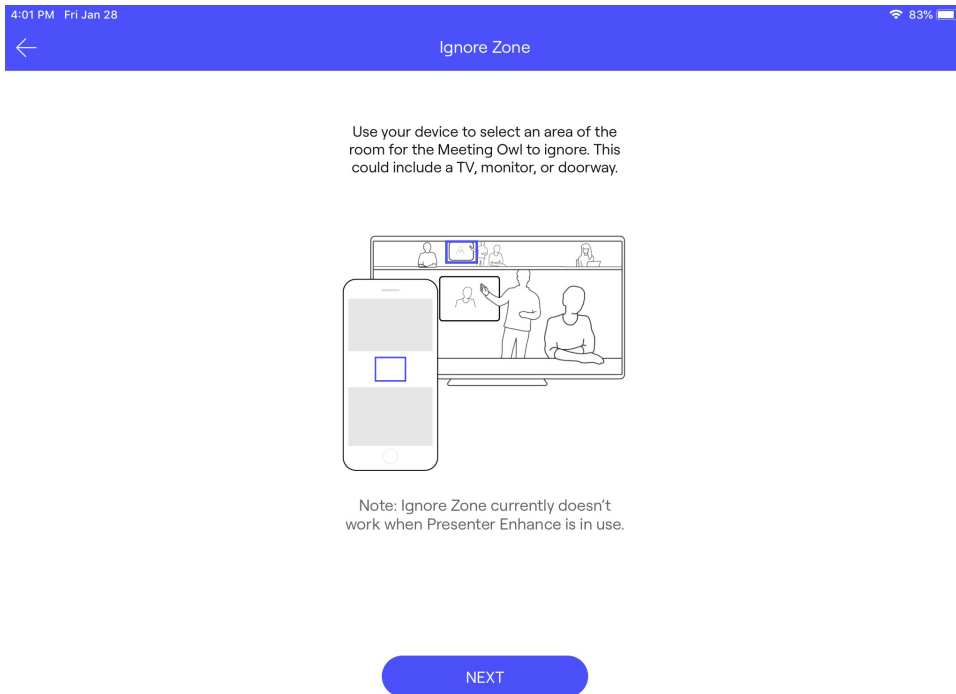 4:01 PM Fri Jan 28
83%
Ignore Zone
Use your device to select an area of the
room for the Meeting Owl to ignore. This
could include a TV, monitor, or doorway.
Note: Ignore Zone currently doesn't
work when Presenter Enhance is in use.
NEXT